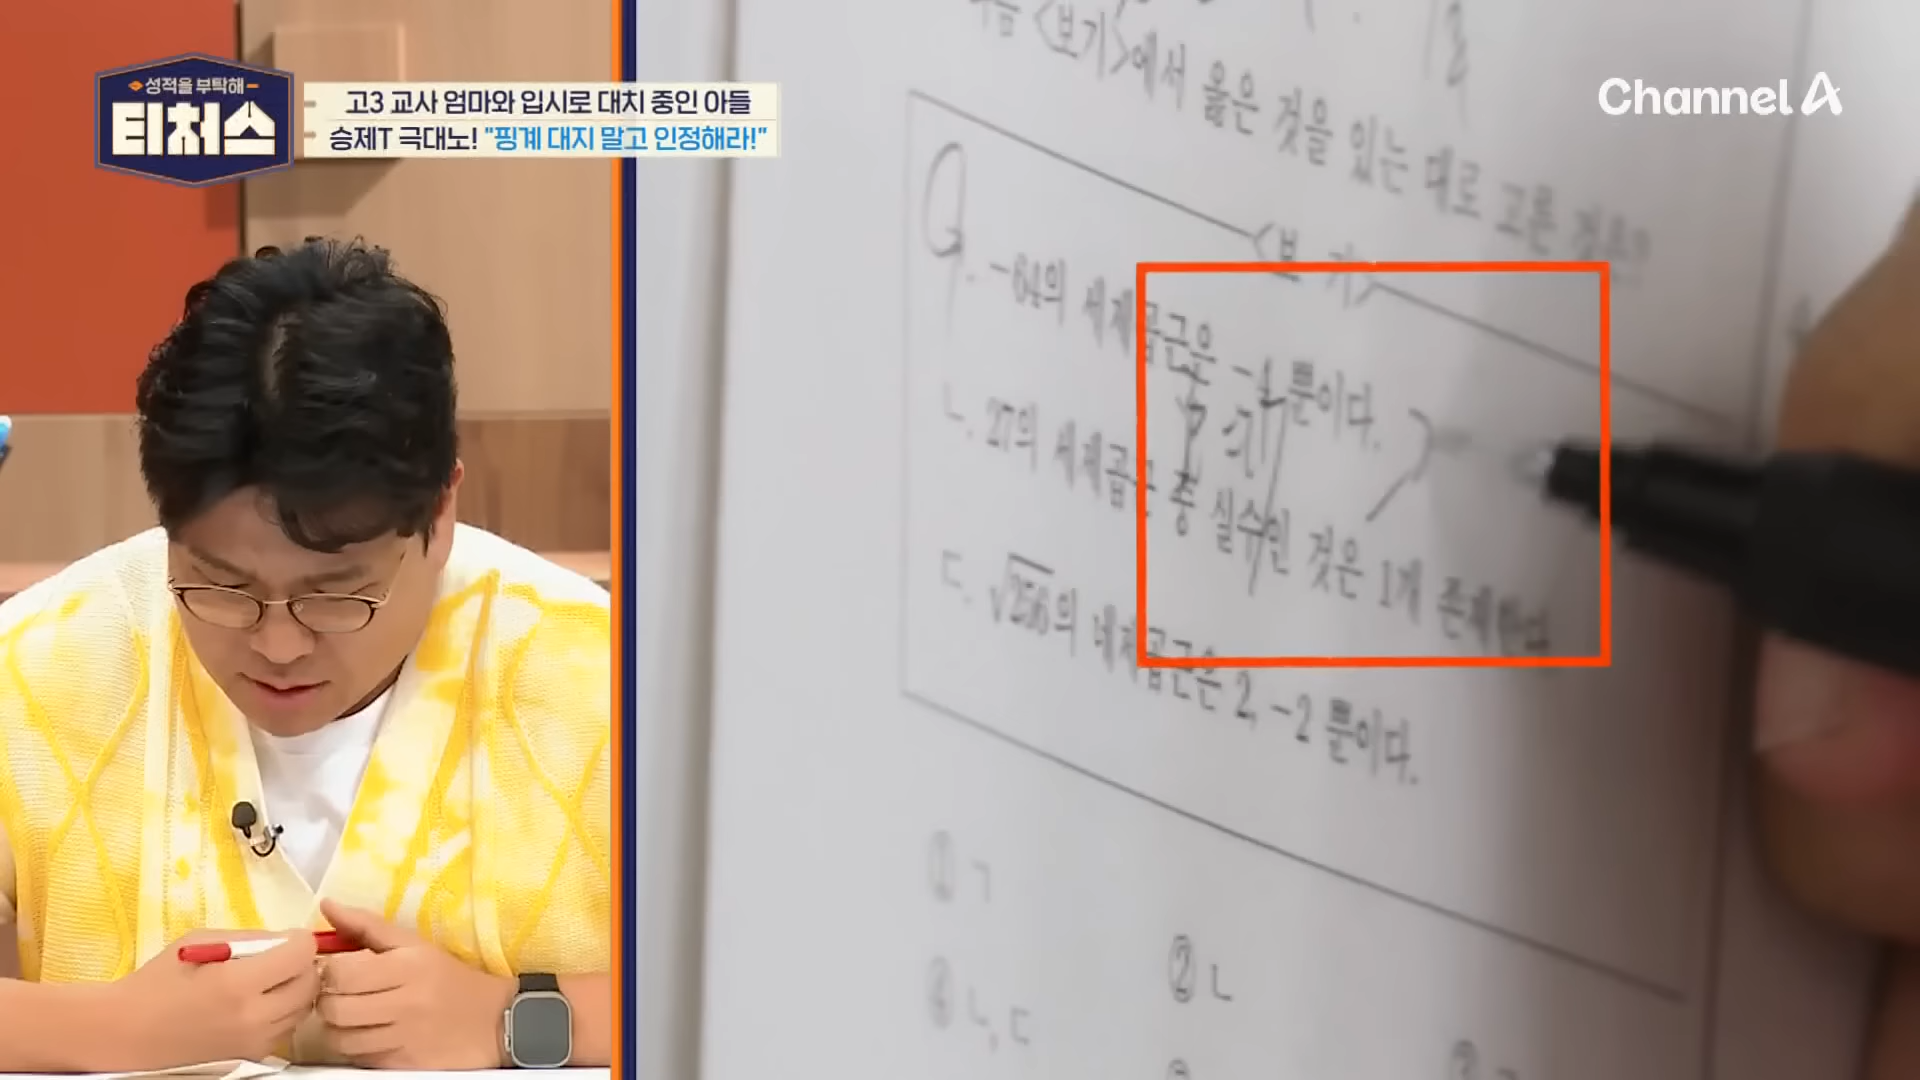 성적을 부탁해
티처스
고3 교사 엄마와 입시로 대치 중인 아들
승제T 극대노! "핑계 대지 말고 인정해라!"
Channel A
<보기>에서 옳은 것을 있는 대로 고른 것은?
<보 기>
ㄱ. -64의 세제곱근은 -4 뿐이다.
ㄴ. 27의 세제곱근 중 실수인 것은 1개 존재한다.
ㄷ. √256의 네제곱근은 2, -2 뿐이다.
① ㄱ
② ㄴ
④ ㄴ, ㄷ